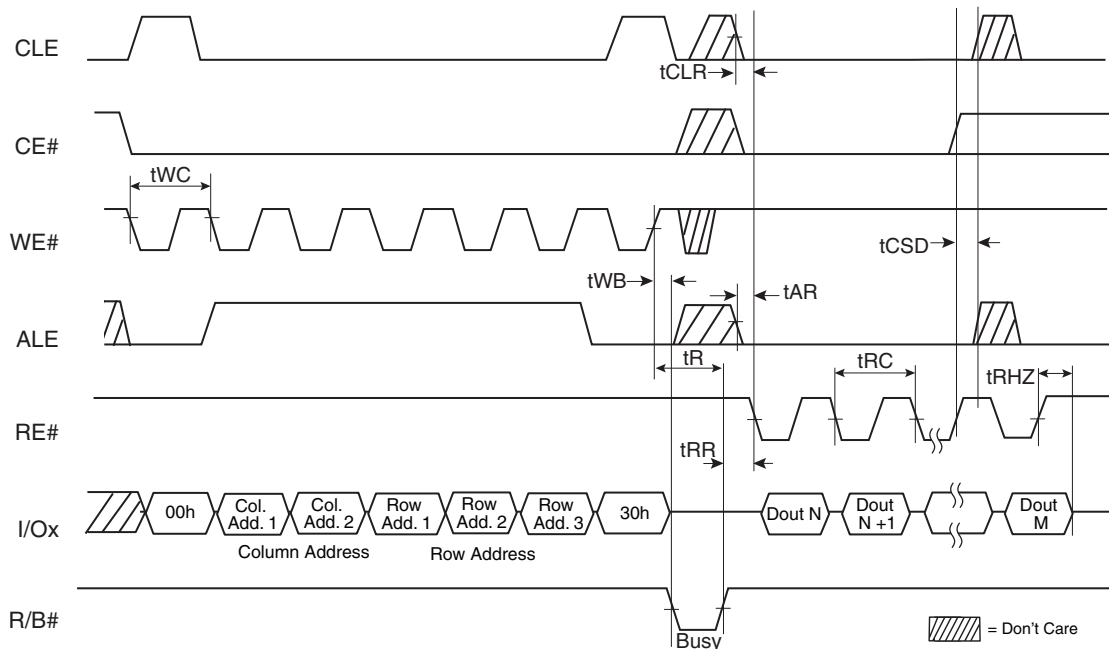 CLE
tCLR
CE#
tWC
WE#
tCSD
tWB
tAR
ALE
tR
tRC
tRHZ
RE#
tRR
I/Ox
00h
Col.
Add. 1
Col.
Add. 2
Row
Add. 1
Row
Add. 2
Row
Add. 3
30h
Dout N
Dout
N +1
Dout
M
Column Address
Row Address
R/B#
Busy
= Don't Care